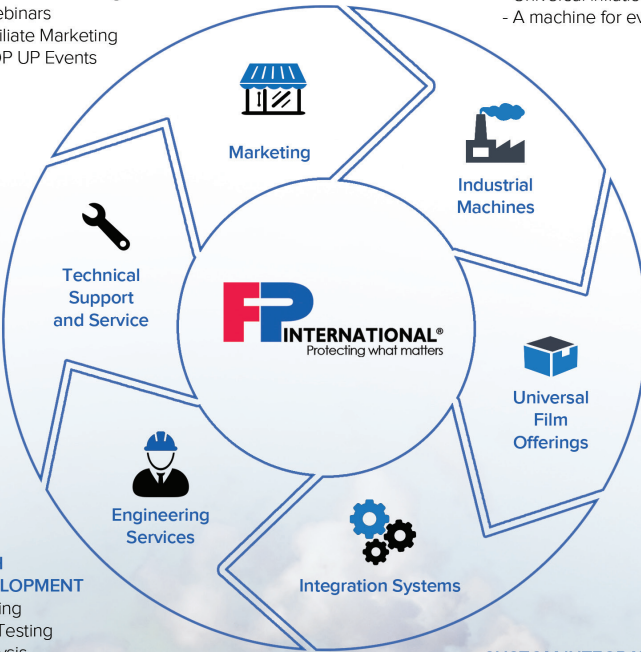 ebinars
iliate Marketing
OP UP Events
- A machine for ev
Marketing
Industrial
Machines
Technical
Support
and Service
FP
INTERNATIONAL®
Protecting what matters
Universal
Film
Offerings
Engineering
Services
Integration Systems
LOPMENT
ing
Testing